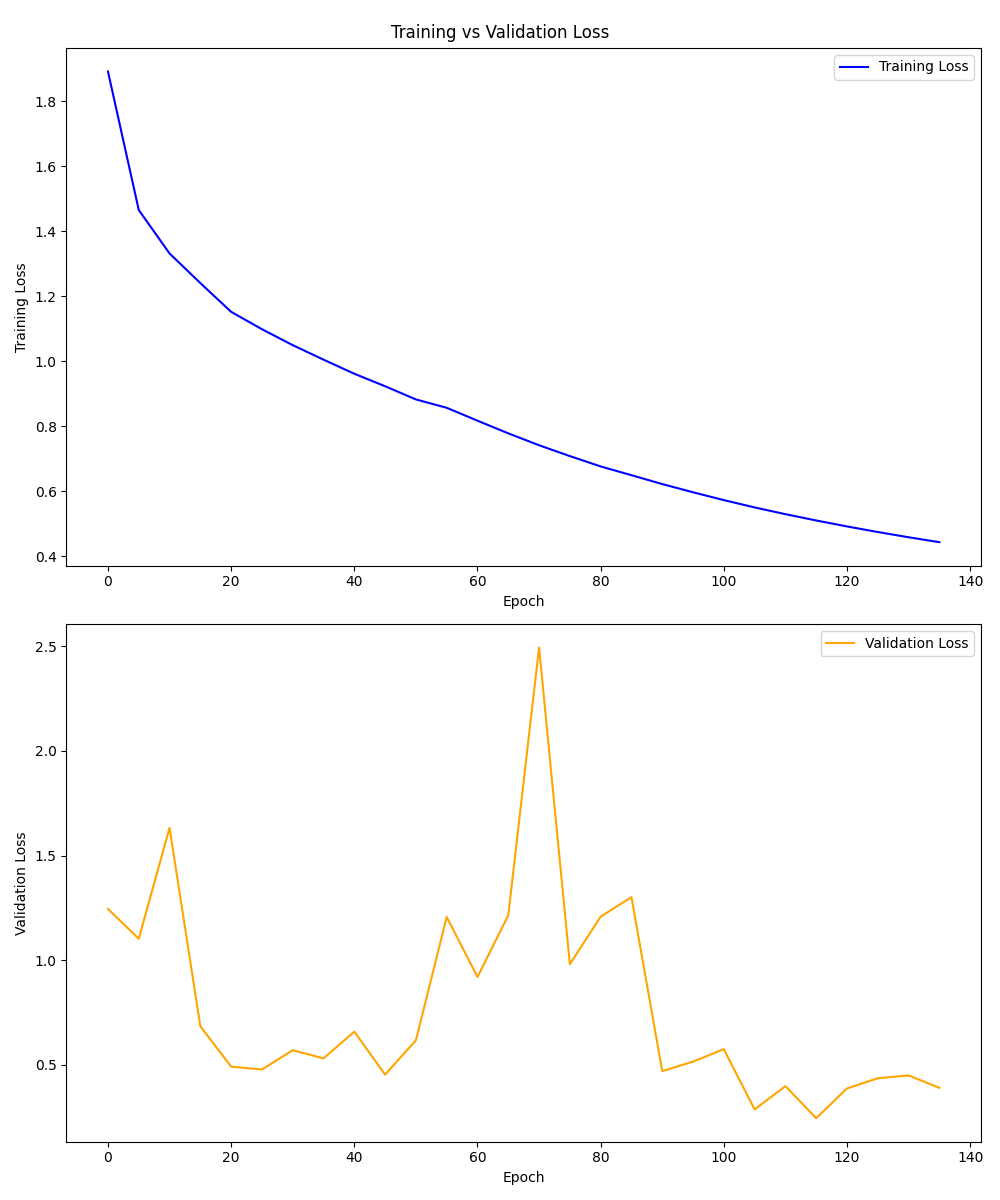 Training vs Validation Loss
Training Loss
1.8
1.6
1.4
1.2
1.0
0.8
0.6
0.4
Training Loss
0 20 40 60 80 100 120 140
Epoch
Validation Loss
2.5
2.0
1.5
1.0
0.5
Validation Loss
0 20 40 60 80 100 120 140
Epoch